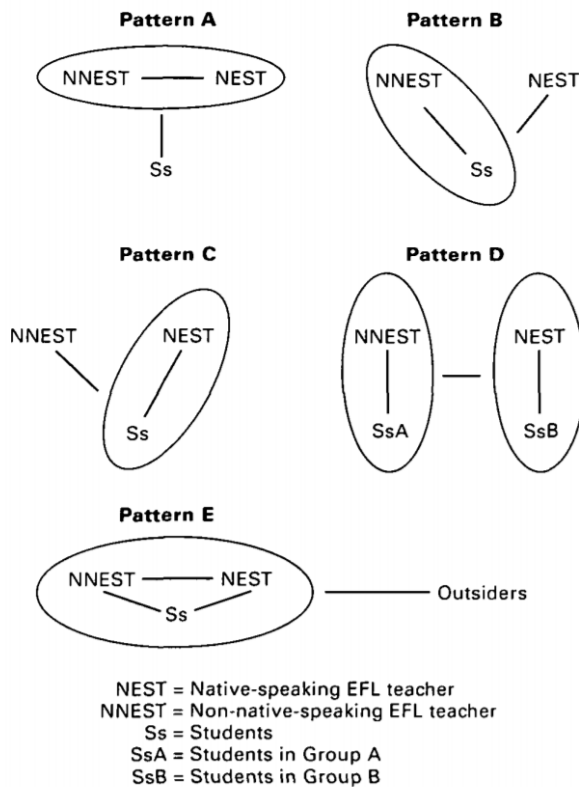 Pattern A
NNEST NEST
Ss
Pattern B
NNEST NEST
Ss
Pattern C
NNEST NEST
Ss
Pattern D
NNEST NEST
SsA SsB
Pattern E
NNEST NEST
Ss
Outsiders
NEST = Native-speaking EFL teacher
NNEST = Non-native-speaking EFL teacher
Ss = Students
SsA = Students in Group A
SsB = Students in Group B